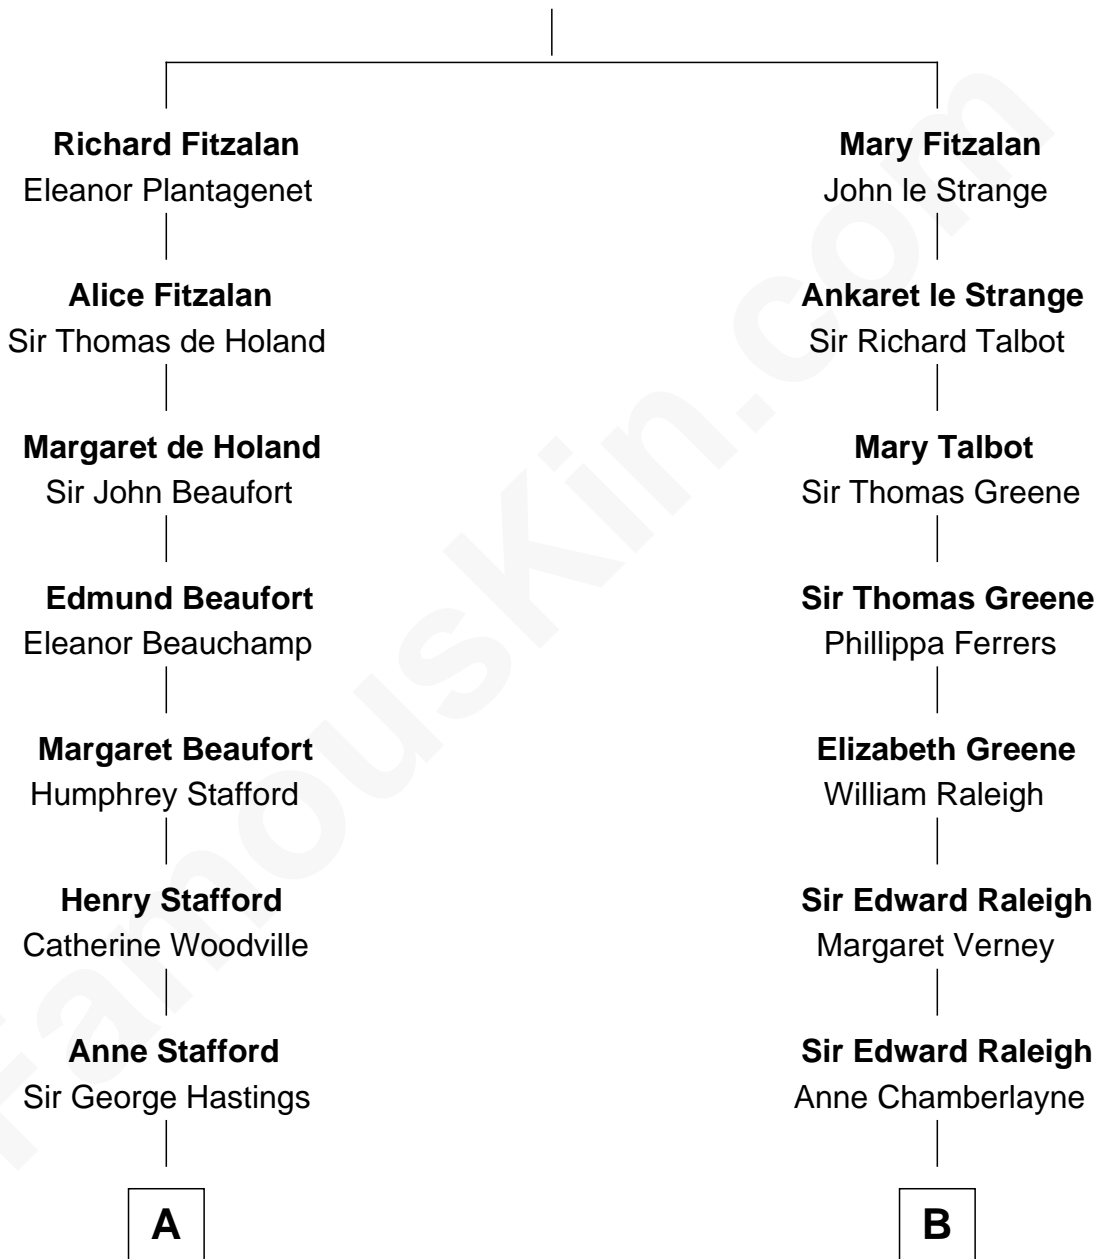 Richard Fitzalan
Eleanor Plantagenet
Alice Fitzalan
Sir Thomas de Holand
Margaret de Holand
Sir John Beaufort
Edmund Beaufort
Eleanor Beauchamp
Margaret Beaufort
Humphrey Stafford
Henry Stafford
Catherine Woodville
Anne Stafford
Sir George Hastings
A
Mary Fitzalan
John le Strange
Ankaret le Strange
Sir Richard Talbot
Mary Talbot
Sir Thomas Greene
Sir Thomas Greene
Phillippa Ferrers
Elizabeth Greene
William Raleigh
Sir Edward Raleigh
Margaret Verney
Sir Edward Raleigh
Anne Chamberlayne
B
FamousKin.com